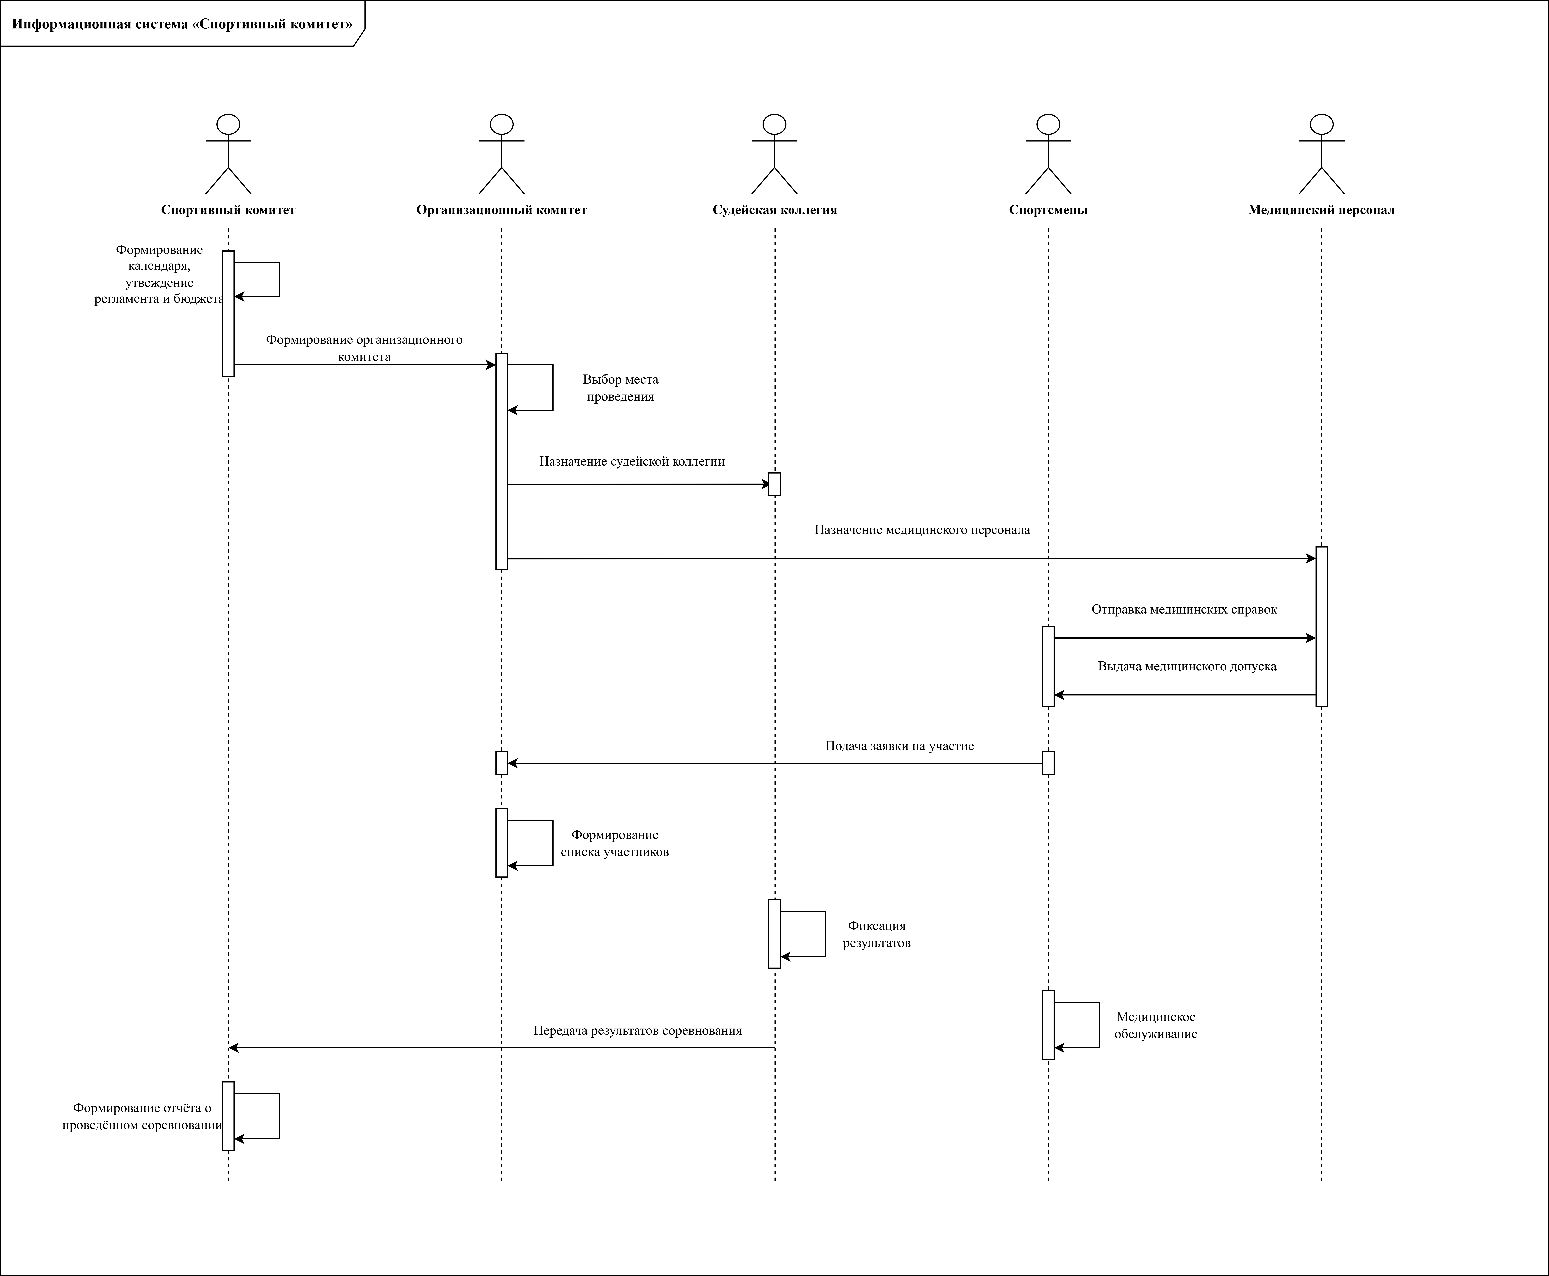 Информационная система «Спортивный комитет»
Спортивный комитет
Организационный комитет
Судейская коллегия
Спортсмены
Медицинский персонал
Формирование
календаря,
утвеждение
регламента и бюджета
Формирование организационного
комитета
Выбор места
проведения
Назначение судейской коллегии
Назначение медицинского персонала
Отправка медицинских справок
Выдача медицинского допуска
Подача заявки на участие
Формирование
списка участников
Фиксация
результатов
Медицинское
обслуживание
Передача результатов соревнования
Формирование отчёта о
проведённом соревновании